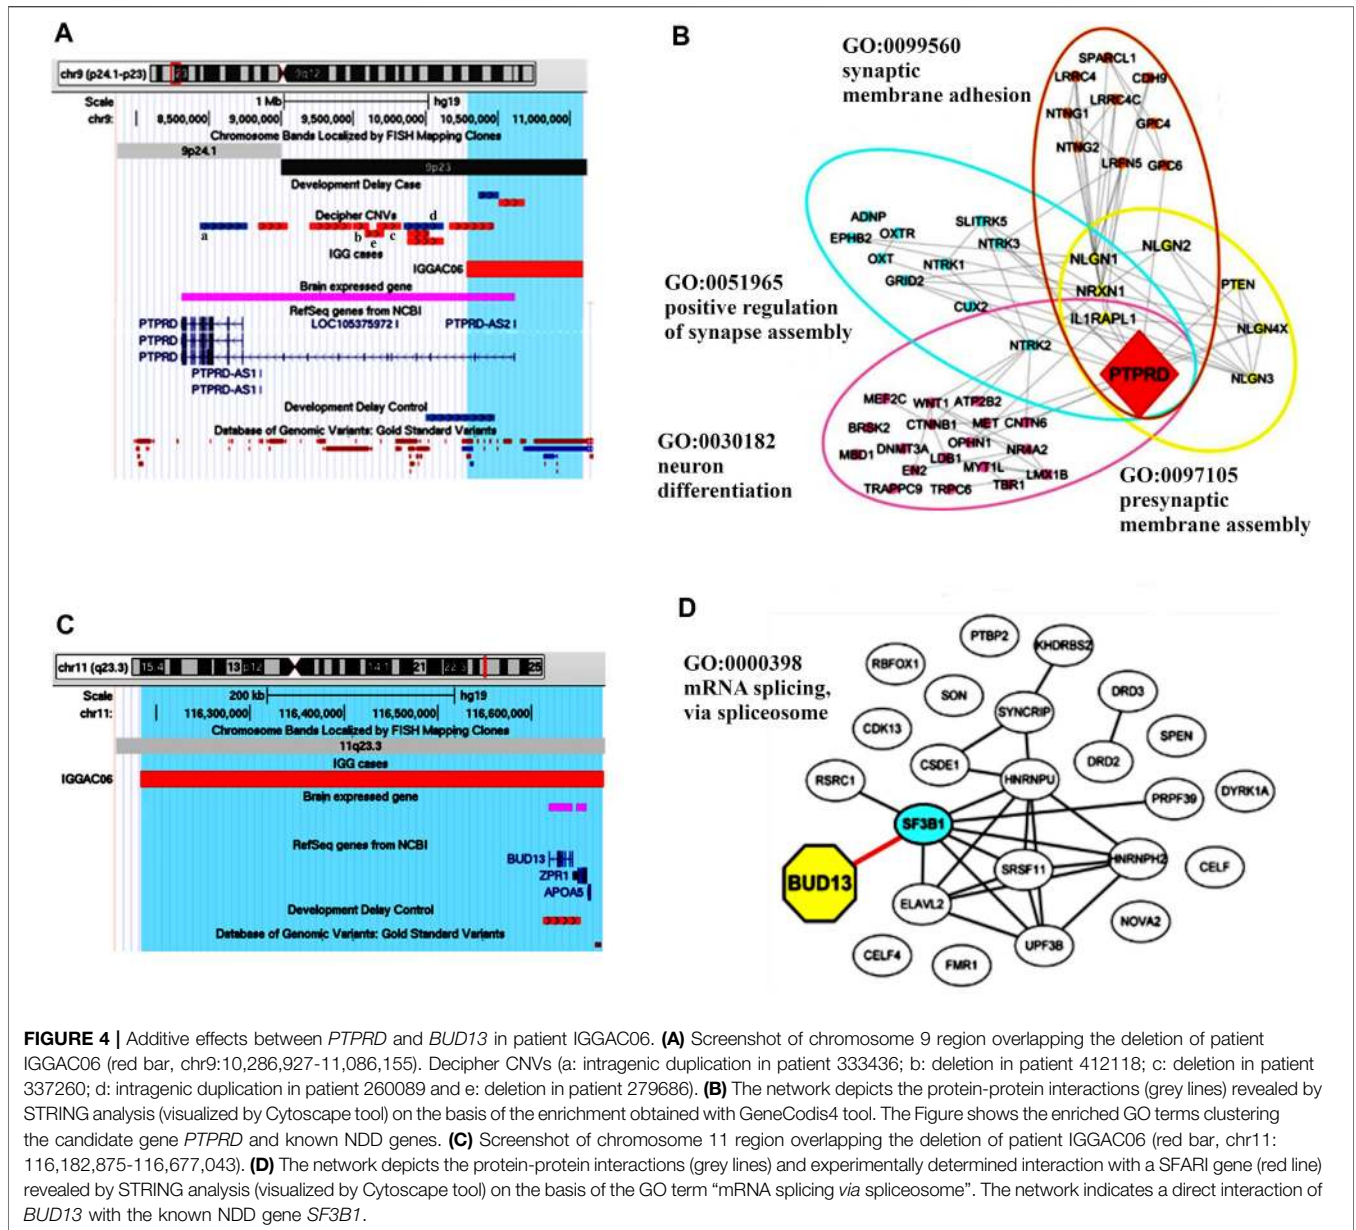 A
chr9 (p24.1-p23)
23
9q12
Scale
1 Mb
hg19
chr9:
8,500,000
9,000,000
9,500,000
10,000,000
10,500,000
11,000,000
Chromosome Bands Localized by FISH Mapping Clones
9p24.1
9p23
Development Delay Case
Decipher CNVs
a
b
e
c
d
IGG cases
IGGAC06
Brain expressed gene
RefSeq genes from NCBI
PTPRD
LOC105375972
PTPRD-AS2
PTPRD
PTPRD
PTPRD-AS1
PTPRD-AS1
Development Delay Control
Database of Genomic Variants: Gold Standard Variants
B
GO:0099560
synaptic
membrane adhesion
SPARCL1
LRRC4
CDH9
LRRC4C
NTNG1
GPC4
NTNG2
LRFN5
GPC6
ADNP
EPHB2
OXTR
SLITRK5
NTRK3
OXT
NTRK1
GRID2
CUX2
NLGN1
NLGN2
NRXN1
PTEN
IL1RAPL1
NLGN4X
NTRK2
PTPRD
NLGN3
GO:0051965
positive regulation
of synapse assembly
MEF2C
WNT1
ATP2B2
BRSK2
CTNNB1
MET
CNTN6
OPHN1
MBD1
DNMT3A
LDB1
NR4A2
EN2
MYT1L
LMX1B
TRAPPC9
TRPC6
TBR1
GO:0030182
neuron
differentiation
GO:0097105
presynaptic
membrane assembly
C
chr11 (q23.3)
15.4
13
p12
14.1
21
22.3
25
Scale
200 kb
hg19
chr11:
116,300,000
116,400,000
116,500,000
116,600,000
Chromosome Bands Localized by FISH Mapping Clones
11q23.3
IGG cases
IGGAC06
Brain expressed gene
RefSeq genes from NCBI
BUD13
ZPR1
APOA5
Development Delay Control
Database of Genomic Variants: Gold Standard Variants
D
GO:0000398
mRNA splicing,
via spliceosome
PTBP2
KHDRBS2
RBFOX1
SON
SYNCRIP
DRD3
CDK13
SPEN
CSDE1
DRD2
RSRC1
HNRNPU
PRPF39
DYRK1A
SF3B1
BUD13
SRSF11
HNRNPH2
CELF
ELAVL2
NOVA2
UPF3B
CELF4
FMR1
FIGURE 4 | Additive effects between PTPRD and BUD13 in patient IGGAC06. (A) Screenshot of chromosome 9 region overlapping the deletion of patient
IGGAC06 (red bar, chr9:10,286,927-11,086,155). Decipher CNVs (a: intragenic duplication in patient 333436; b: deletion in patient 412118; c: deletion in patient
337260; d: intragenic duplication in patient 260089 and e: deletion in patient 279686). (B) The network depicts the protein-protein interactions (grey lines) revealed by
STRING analysis (visualized by Cytoscape tool) on the basis of the enrichment obtained with GeneCodis4 tool. The Figure shows the enriched GO terms clustering
the candidate gene PTPRD and known NDD genes. (C) Screenshot of chromosome 11 region overlapping the deletion of patient IGGAC06 (red bar, chr11:
116,182,875-116,677,043). (D) The network depicts the protein-protein interactions (grey lines) and experimentally determined interaction with a SFARI gene (red line)
revealed by STRING analysis (visualized by Cytoscape tool) on the basis of the GO term “mRNA splicing via spliceosome”. The network indicates a direct interaction of
BUD13 with the known NDD gene SF3B1.